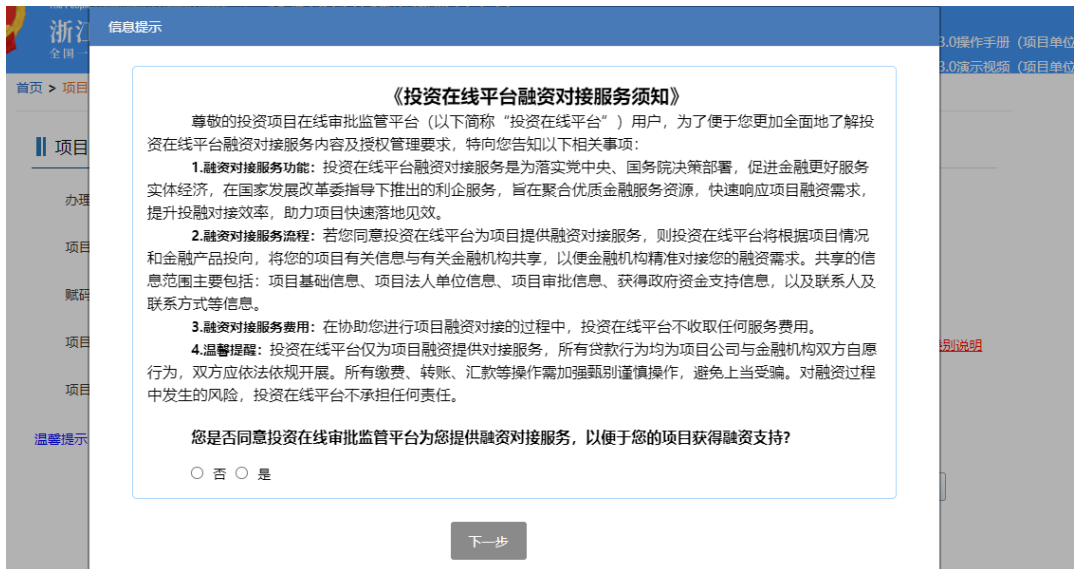 浙江
全国一
3.0操作手册（项目单位
3.0演示视频（项目单位
首页 > 项目
信息提示
《投资在线平台融资对接服务须知》
尊敬的投资项目在线审批监管平台（以下简称“投资在线平台”）用户，为了便于您更加全面地了解投
资在线平台融资对接服务内容及授权管理要求，特向您告知以下相关事项：
1.融资对接服务功能：投资在线平台融资对接服务是为落实党中央、国务院决策部署，促进金融更好服务
实体经济，在国家发展改革委指导下推出的利企服务，旨在聚合优质金融服务资源，快速响应项目融资需求，
提升投融对接效率，助力项目快速落地见效。
2.融资对接服务流程：若您同意投资在线平台为项目提供融资对接服务，则投资在线平台将根据项目情况
和金融产品投向，将您的项目有关信息与有关金融机构共享，以便金融机构精准对接您的融资需求。共享的信
息范围主要包括：项目基础信息、项目法人单位信息、项目审批信息、获得政府资金支持信息，以及联系人及
联系方式等信息。
3.融资对接服务费用：在协助您进行项目融资对接的过程中，投资在线平台不收取任何服务费用。
4.温馨提醒：投资在线平台仅为项目融资提供对接服务，所有贷款行为均为项目公司与金融机构双方自愿
行为，双方应依法依规开展。所有缴费、转账、汇款等操作需加强甄别谨慎操作，避免上当受骗。对融资过程
中发生的风险，投资在线平台不承担任何责任。
您是否同意投资在线审批监管平台为您提供融资对接服务，以便于您的项目获得融资支持?
否 是
下一步
项目
办理
项目
赋码
项目
别说明
项目
温馨提示